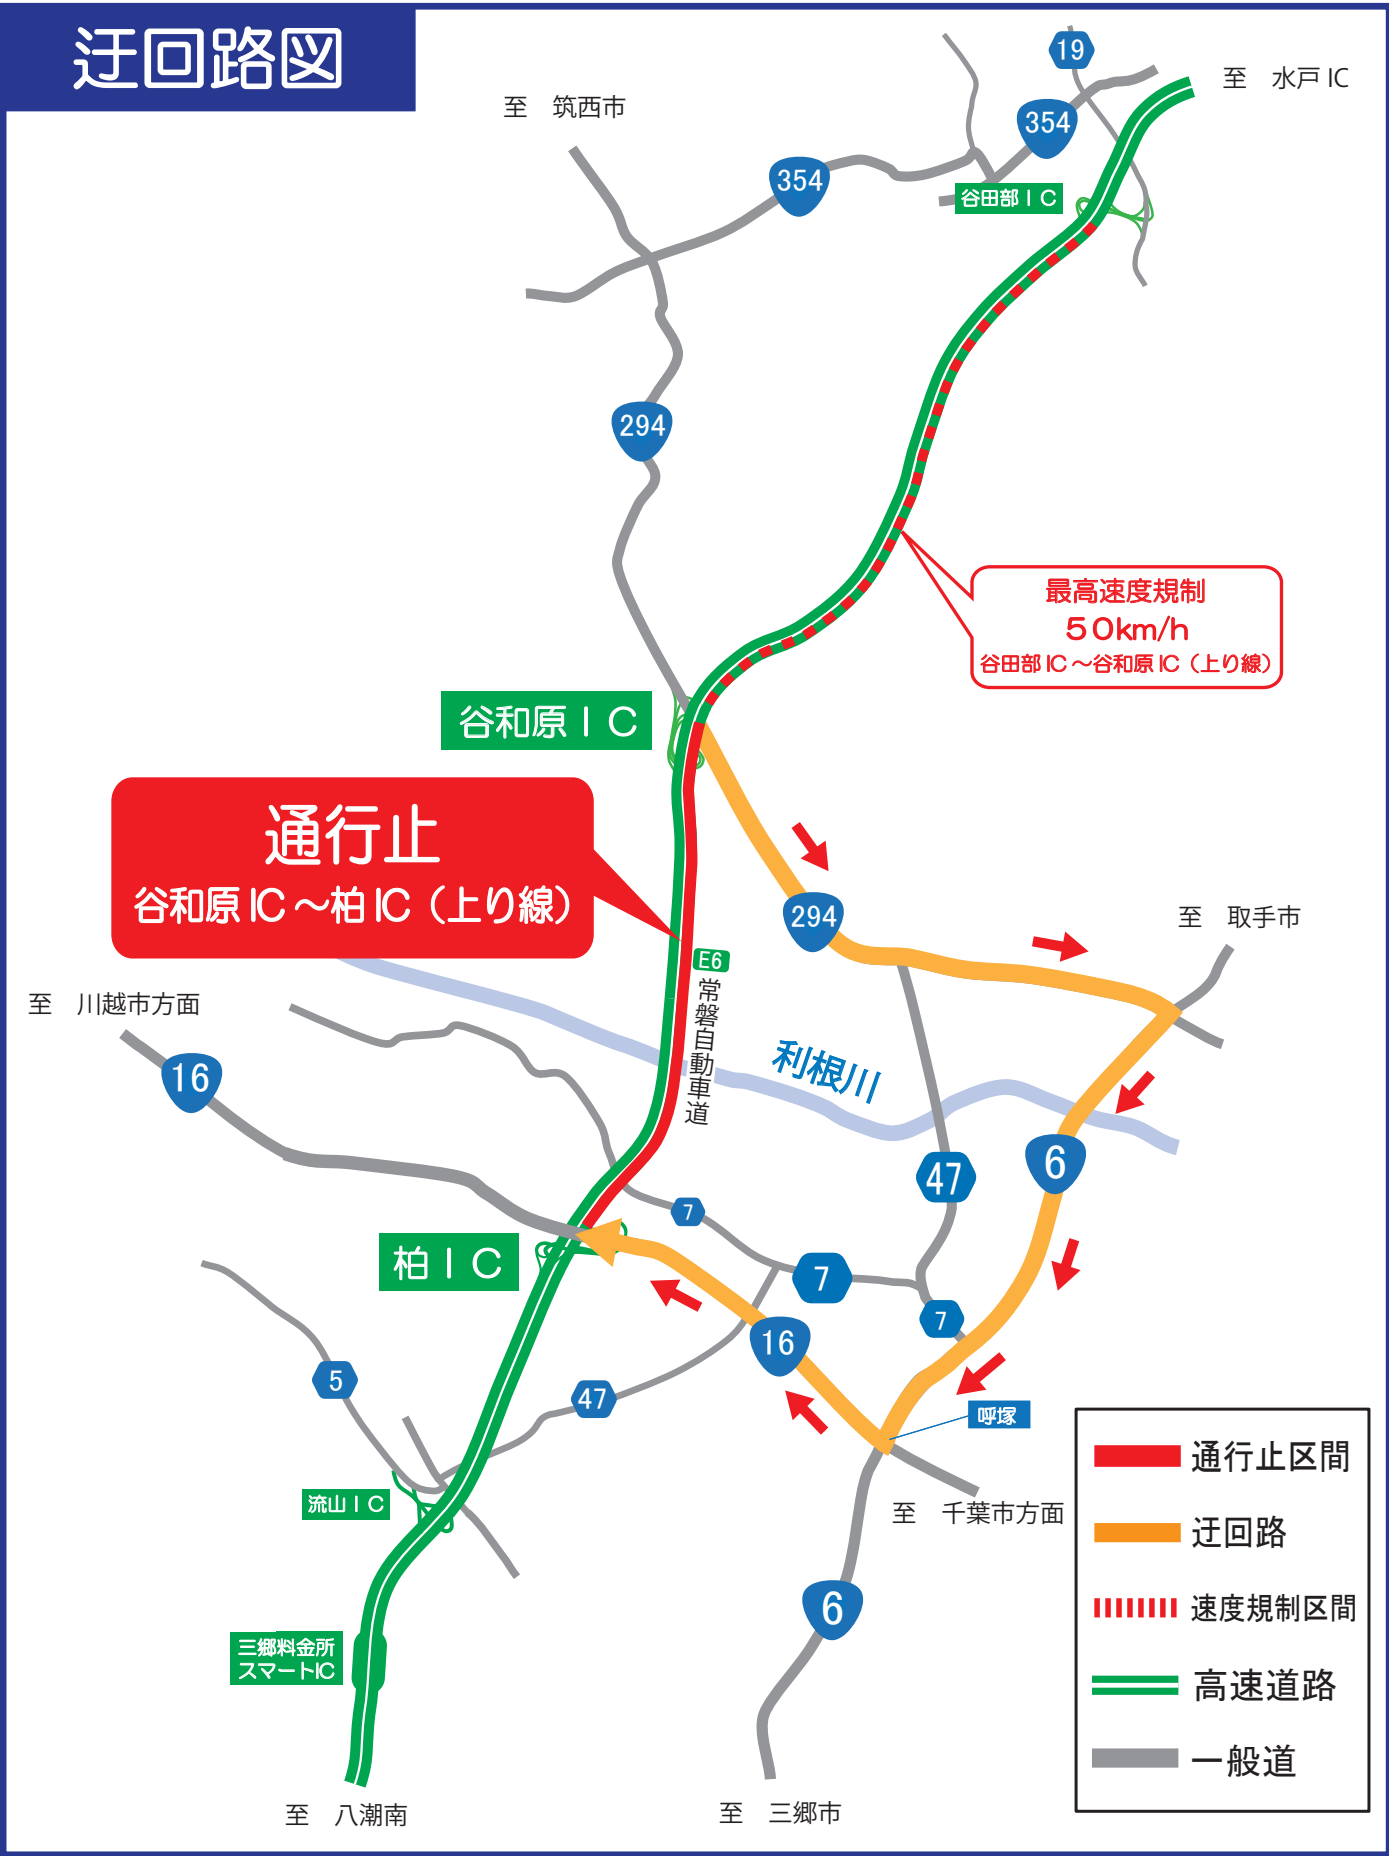 迂回路図
至　水戸 IC
至　筑西市
19
354
354
谷田部ＩＣ
294
最高速度規制
５０km/h
谷田部 IC～谷和原 IC（上り線）
谷和原ＩＣ
通行止
谷和原 IC～柏 IC（上り線）
294
至　取手市
E6
常磐自動車道
至　川越市方面
16
利根川
6
47
7
柏ＩＣ
7
7
16
5
47
呼塚
流山ＩＣ
至　千葉市方面
6
三郷料金所
スマートIC
至　八潮南
至　三郷市
通行止区間
迂回路
速度規制区間
高速道路
一般道